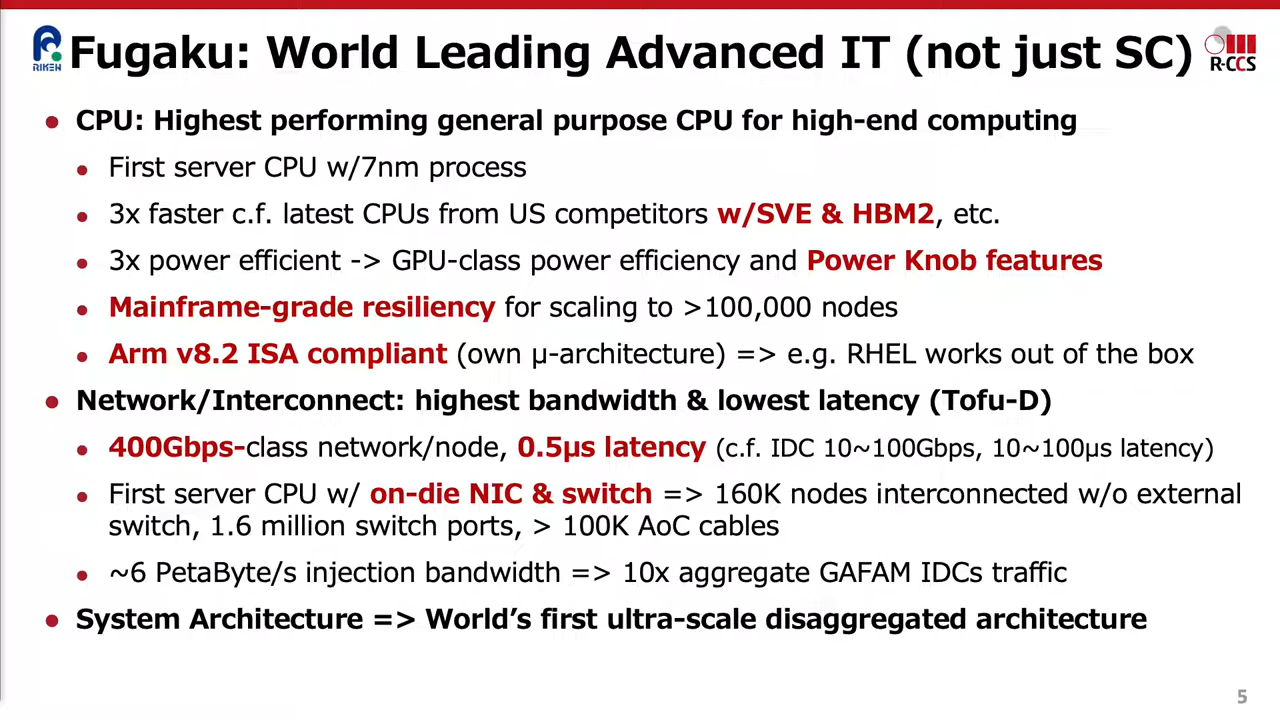 RIKEN
Fugaku: World Leading Advanced IT (not just SC)
R-CCS
● CPU: Highest performing general purpose CPU for high-end computing
● First server CPU w/7nm process
● 3x faster c.f. latest CPUs from US competitors w/SVE & HBM2, etc.
● 3x power efficient -> GPU-class power efficiency and Power Knob features
● Mainframe-grade resiliency for scaling to >100,000 nodes
● Arm v8.2 ISA compliant (own μ-architecture) => e.g. RHEL works out of the box
● Network/Interconnect: highest bandwidth & lowest latency (Tofu-D)
● 400Gbps-class network/node, 0.5μs latency (c.f. IDC 10~100Gbps, 10~100μs latency)
● First server CPU w/ on-die NIC & switch => 160K nodes interconnected w/o external
switch, 1.6 million switch ports, > 100K AoC cables
● ~6 PetaByte/s injection bandwidth => 10x aggregate GAFAM IDCs traffic
● System Architecture => World’s first ultra-scale disaggregated architecture
5